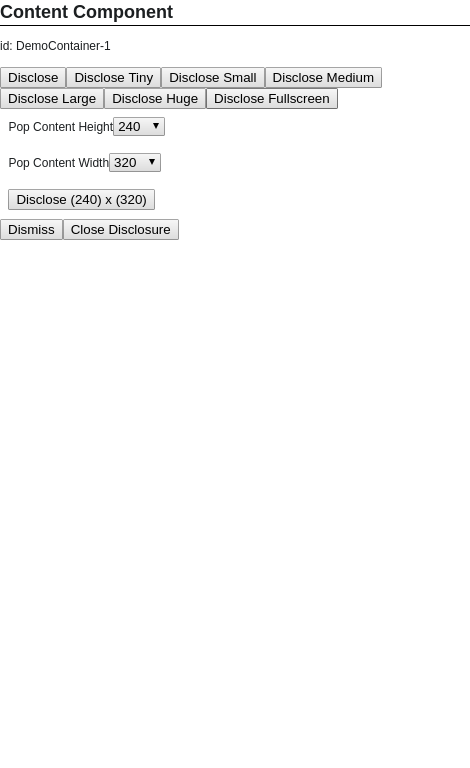 Content Component
id: DemoContainer-1
Disclose Disclose Tiny Disclose Small Disclose Medium
Disclose Large Disclose Huge Disclose Fullscreen
Pop Content Height 240
Pop Content Width 320
Disclose (240) x (320)
Dismiss Close Disclosure